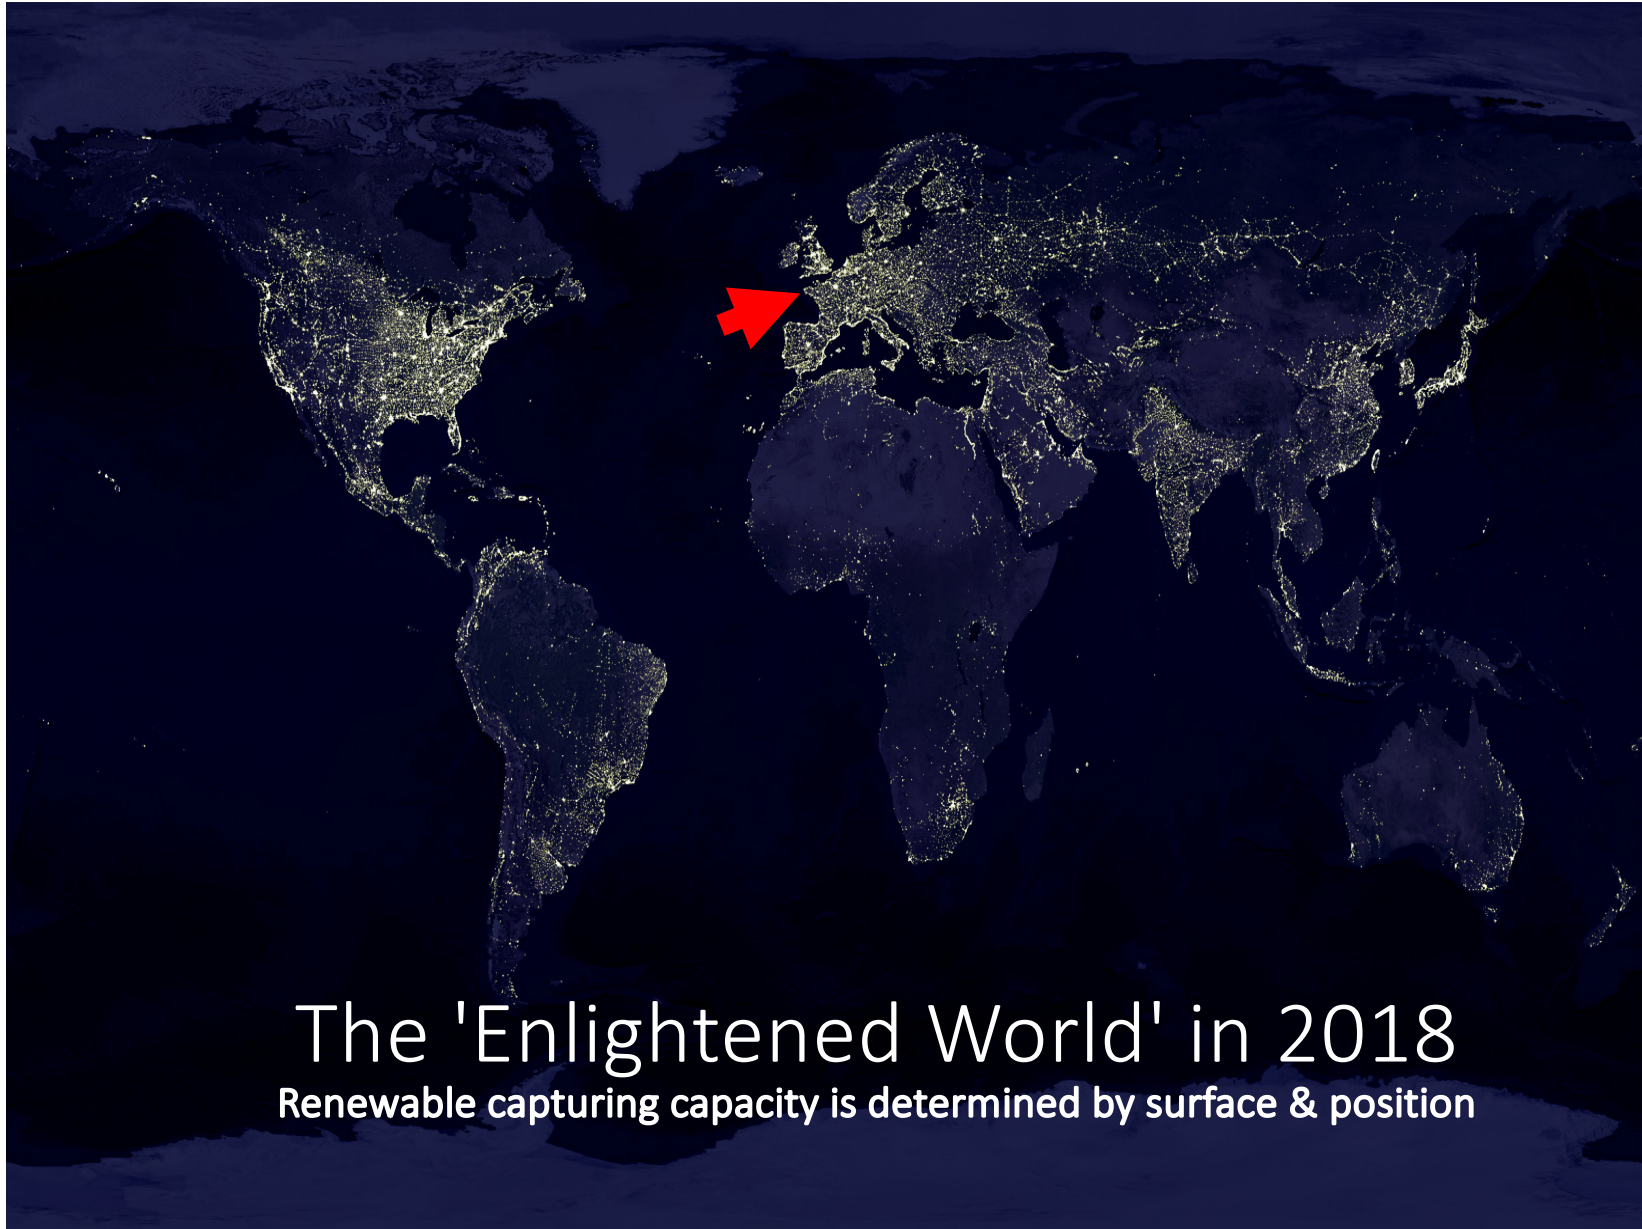 The 'Enlightened World' in 2018
Renewable capturing capacity is determined by surface & position